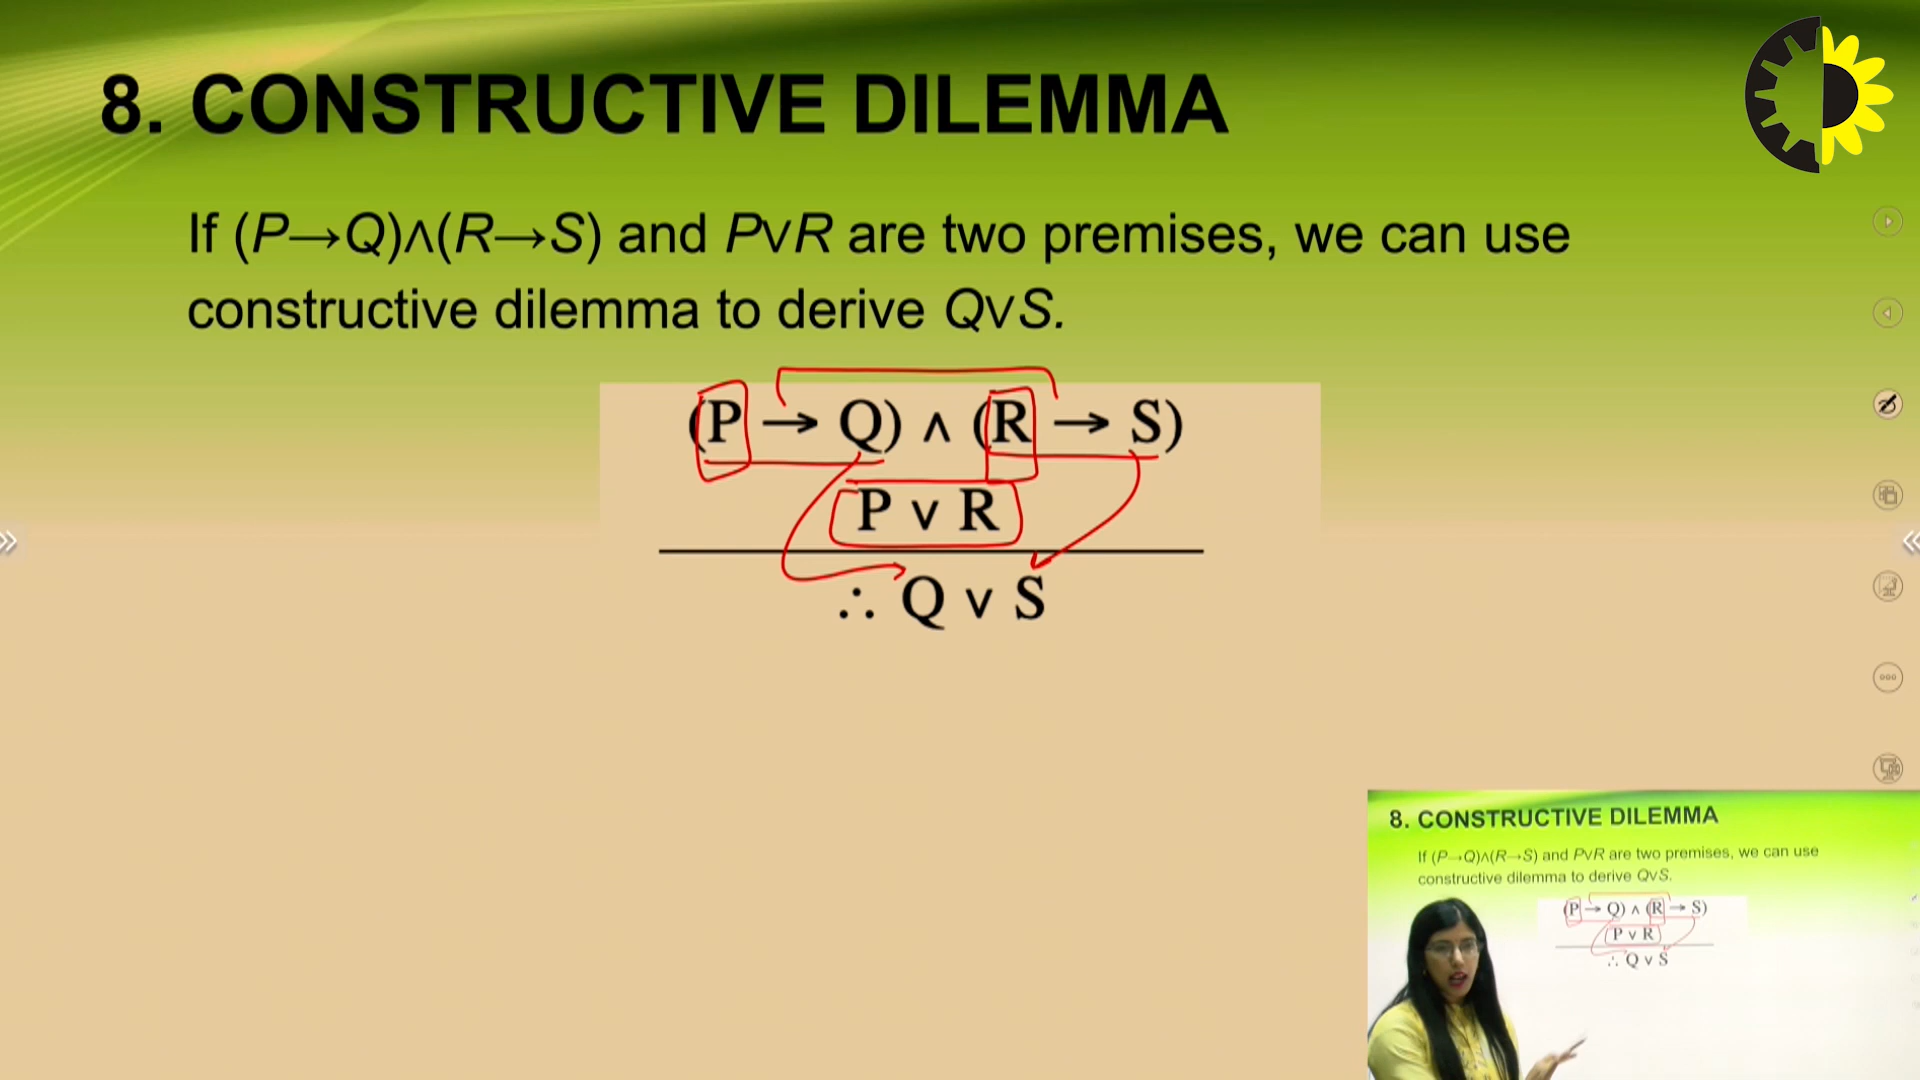 8. CONSTRUCTIVE DILEMMA
If (P→Q)∧(R→S) and P∨R are two premises, we can use
constructive dilemma to derive Q∨S.
(P → Q) ∧ (R → S)
P ∨ R
∴ Q ∨ S
8. CONSTRUCTIVE DILEMMA
If (P→Q)∧(R→S) and P∨R are two premises, we can use
constructive dilemma to derive Q∨S.
(P → Q) ∧ (R → S)
P ∨ R
∴ Q ∨ S